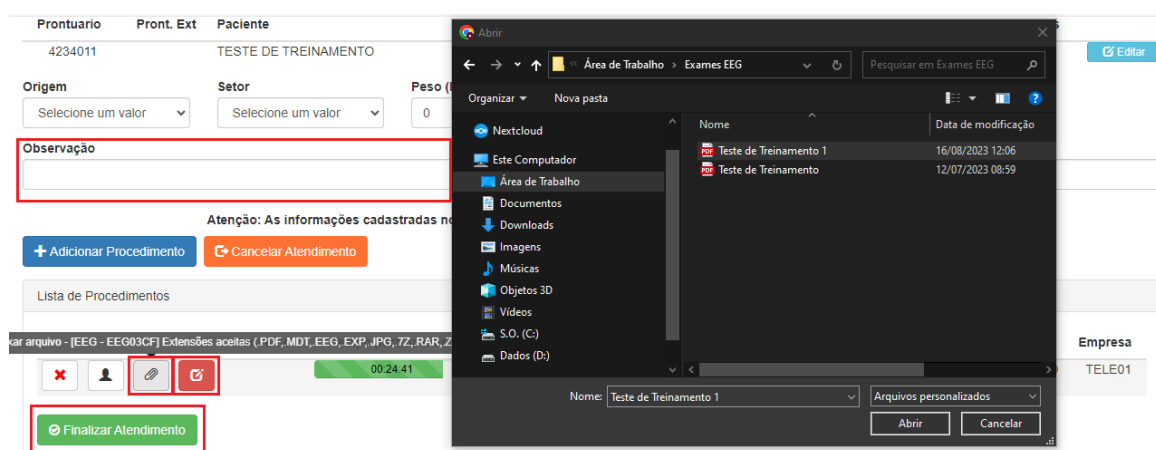 Prontuario Pront. Ext Paciente
4234011 TESTE DE TREINAMENTO
Editar
Origem Setor Peso (
Selecione um valor Selecione um valor 0
Observação
Atenção: As informações cadastradas
Adicionar Procedimento Cancelar Atendimento
Lista de Procedimentos
arquivo - [EEG - EEG03CF] Extensões aceitas (.PDF,.MDT,.EEG,.EXP,.JPG,.7Z,.RAR,.Z
Empresa
00:24:41 TELE01
Finalizar Atendimento
Abrir
Área de Trabalho > Exames EEG Pesquisar em Exames EEG
Organizar Nova pasta
Nome Data de modificação
Nextcloud
Este Computador
Área de Trabalho
Documentos
Downloads
Imagens
Músicas
Objetos 3D
Vídeos
S.O. (C:)
Dados (D:)
PDF Teste de Treinamento 1 16/08/2023 12:06
PDF Teste de Treinamento 12/07/2023 08:59
Nome: Teste de Treinamento 1 Arquivos personalizados
Abrir Cancelar